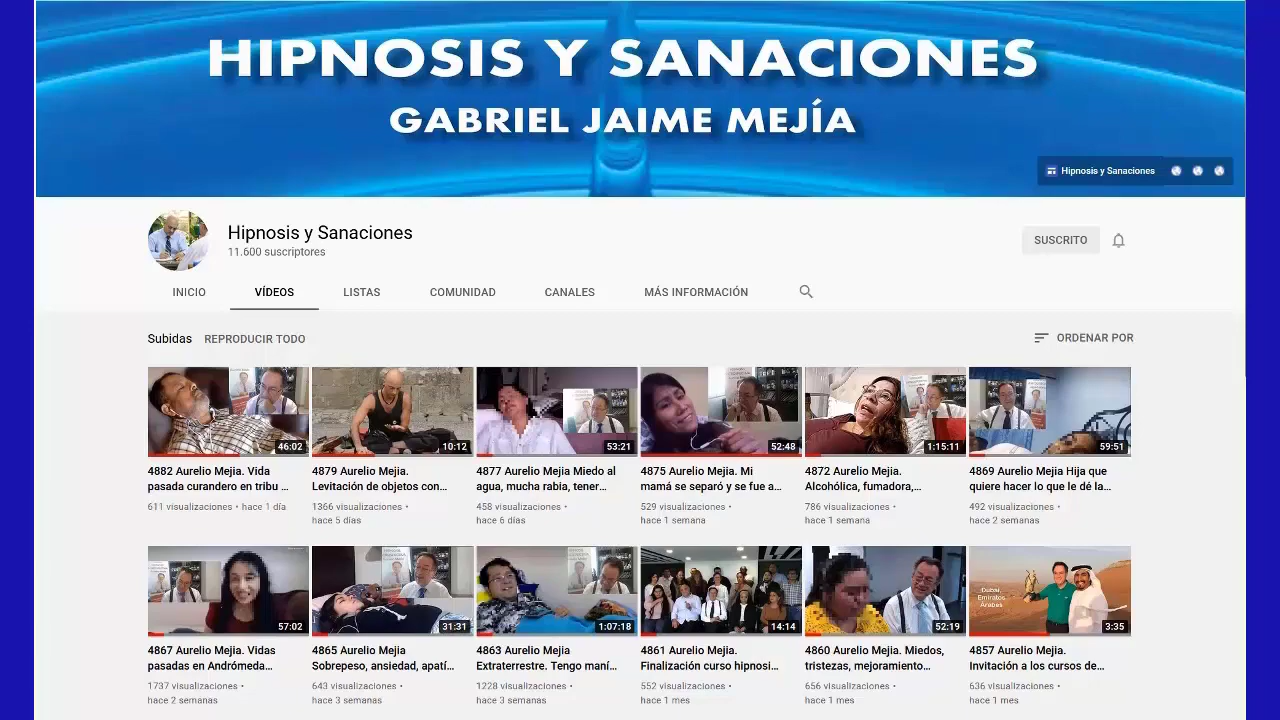 HIPNOSIS Y SANACIONES
GABRIEL JAIME MEJÍA
Hipnosis y Sanaciones
Hipnosis y Sanaciones
11.600 suscriptores
SUSCRITO
INICIO VÍDEOS LISTAS COMUNIDAD CANALES MÁS INFORMACIÓN
Subidas REPRODUCIR TODO
ORDENAR POR
46:02
4882 Aurelio Mejia. Vida
pasada curandero en tribu ...
611 visualizaciones • hace 1 día
10:12
4879 Aurelio Mejia.
Levitación de objetos con...
1366 visualizaciones •
hace 5 días
53:21
4877 Aurelio Mejia Miedo al
agua, mucha rabia, tener...
458 visualizaciones •
hace 6 días
52:48
4875 Aurelio Mejia. Mi
mamá se separó y se fue a...
529 visualizaciones •
hace 1 semana
1:15:11
4872 Aurelio Mejia.
Alcohólica, fumadora,...
786 visualizaciones •
hace 1 semana
59:51
4869 Aurelio Mejia Hija que
quiere hacer lo que le dé la...
492 visualizaciones •
hace 2 semanas
57:02
4867 Aurelio Mejia. Vidas
pasadas en Andrómeda...
1737 visualizaciones •
hace 2 semanas
31:31
4865 Aurelio Mejia
Sobrepeso, ansiedad, apatí...
643 visualizaciones •
hace 3 semanas
1:07:18
4863 Aurelio Mejia
Extraterrestre. Tengo maní...
1228 visualizaciones •
hace 3 semanas
14:14
4861 Aurelio Mejia.
Finalización curso hipnosi...
552 visualizaciones •
hace 1 mes
52:19
4860 Aurelio Mejia. Miedos,
tristezas, mejoramiento...
656 visualizaciones •
hace 1 mes
Dubai,
Emiratos
Árabes
3:35
4857 Aurelio Mejia.
Invitación a los cursos de...
636 visualizaciones •
hace 1 mes